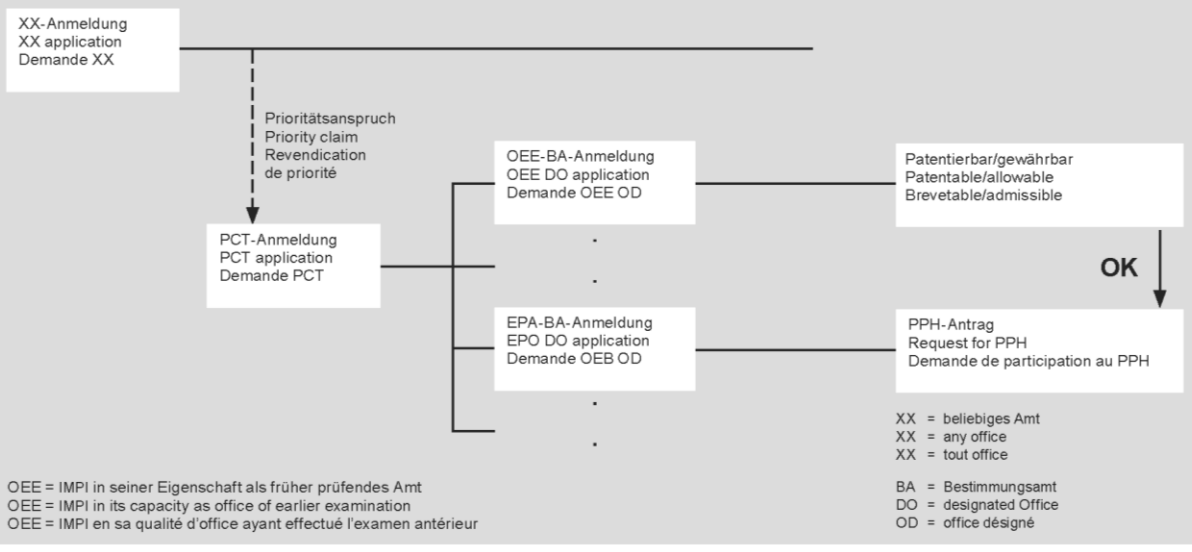 XX-Anmeldung
XX application
Demande XX
Prioritätsanspruch
Priority claim
Revendication
de priorité
PCT-Anmeldung
PCT application
Demande PCT
OEE-BA-Anmeldung
OEE DO application
Demande OEE OD
Patentierbar/gewährbar
Patentable/allowable
Brevetable/admissible
OK
EPA-BA-Anmeldung
EPO DO application
Demande OEB OD
PPH-Antrag
Request for PPH
Demande de participation au PPH
XX = beliebiges Amt
XX = any office
XX = tout office
BA = Bestimmungsamt
DO = designated Office
OD = office désigné
OEE = IMPI in seiner Eigenschaft als früher prüfendes Amt
OEE = IMPI in its capacity as office of earlier examination
OEE = IMPI en sa qualité d'office ayant effectué l'examen antérieur